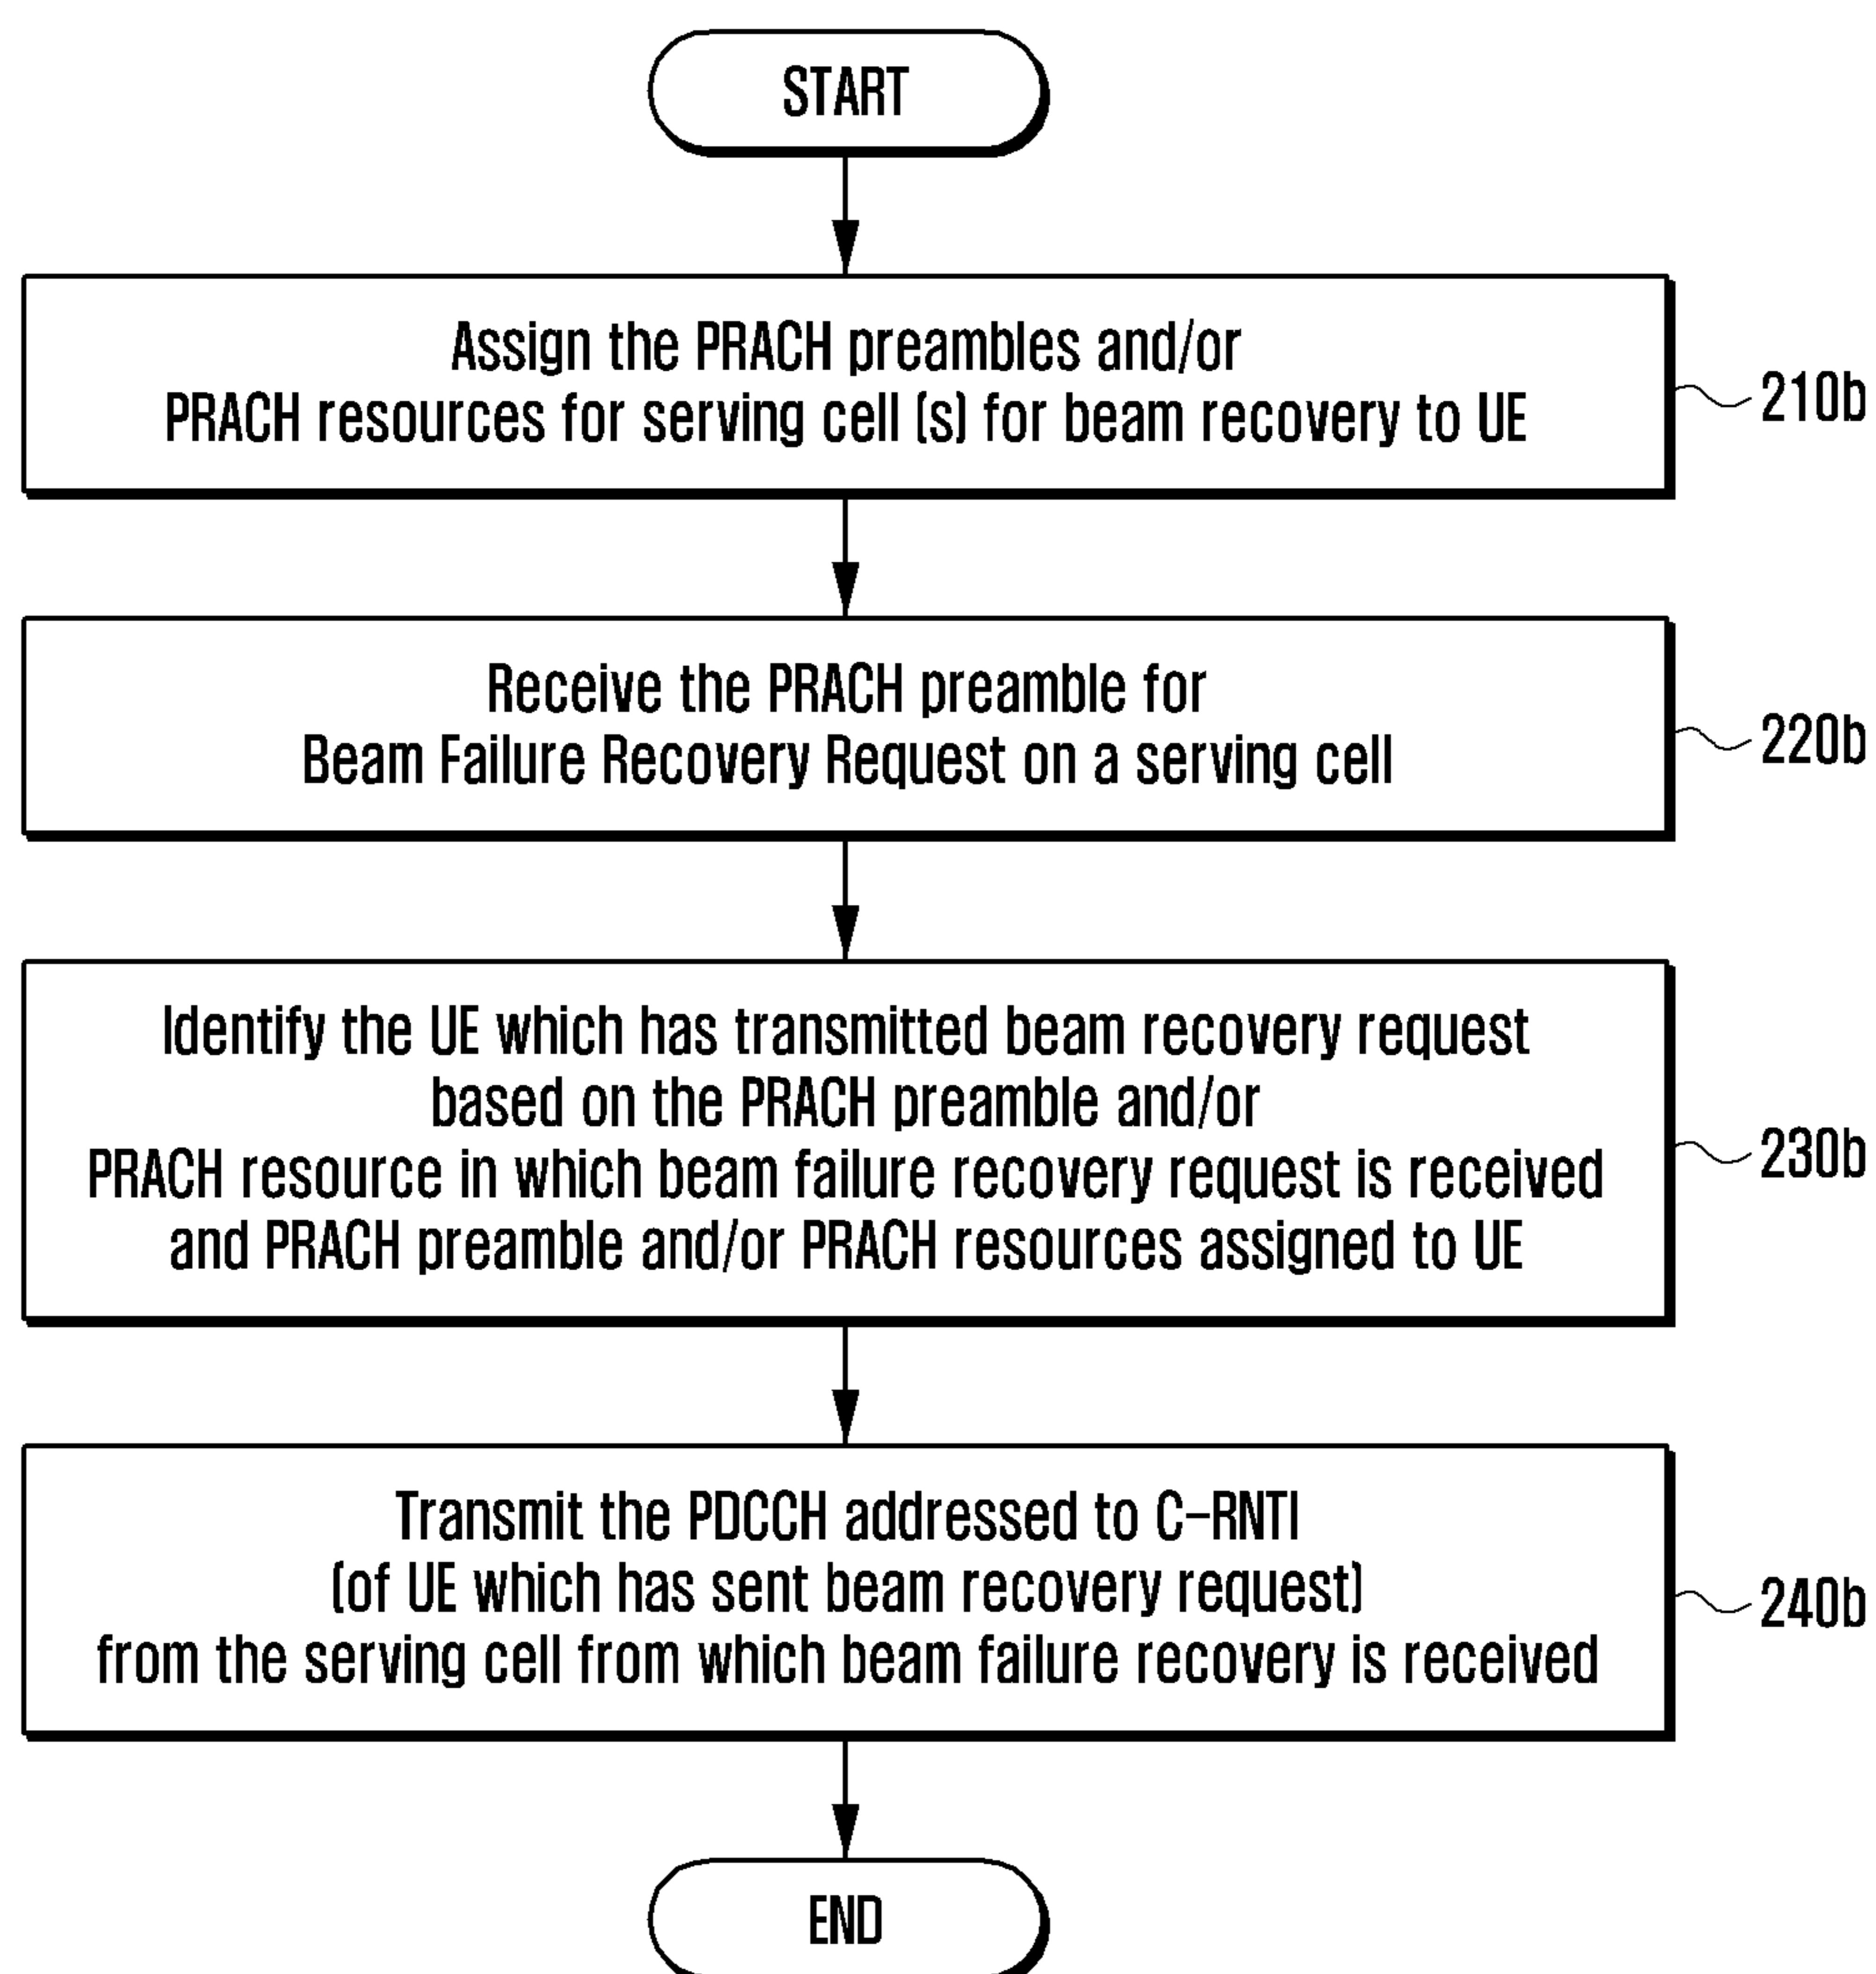 START
Assign the PRACH preambles and/or
PRACH resources for serving cell (s) for beam recovery to UE
210b
Receive the PRACH preamble for
Beam Failure Recovery Request on a serving cell
220b
Identify the UE which has transmitted beam recovery request
based on the PRACH preamble and/or
PRACH resource in which beam failure recovery request is received
and PRACH preamble and/or PRACH resources assigned to UE
230b
Transmit the PDCCH addressed to C-RNTI
(of UE which has sent beam recovery request)
from the serving cell from which beam failure recovery is received
240b
END